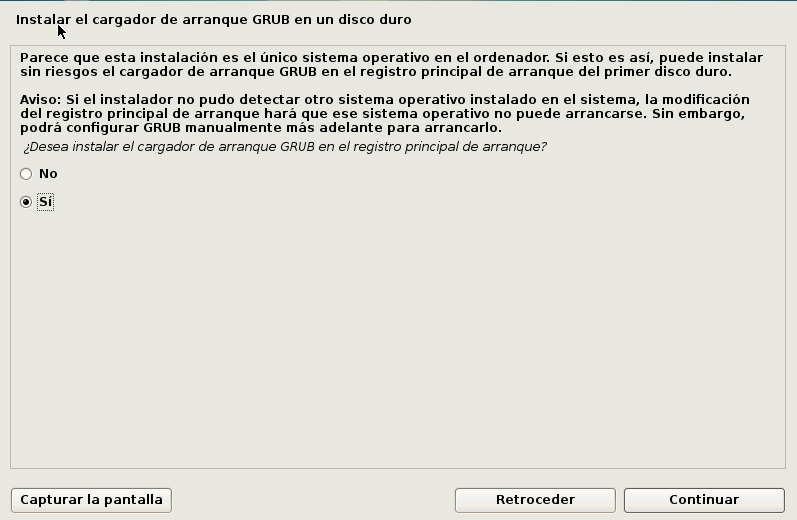 Instalar el cargador de arranque GRUB en un disco duro
Parece que esta instalación es el único sistema operativo en el ordenador. Si esto es así, puede instalar
sin riesgos el cargador de arranque GRUB en el registro principal de arranque del primer disco duro.
Aviso: Si el instalador no pudo detectar otro sistema operativo instalado en el sistema, la modificación
del registro principal de arranque hará que ese sistema operativo no puede arrancarse. Sin embargo,
podrá configurar GRUB manualmente más adelante para arrancarlo.
¿Desea instalar el cargador de arranque GRUB en el registro principal de arranque?
No
Sí
Capturar la pantalla
Retroceder
Continuar